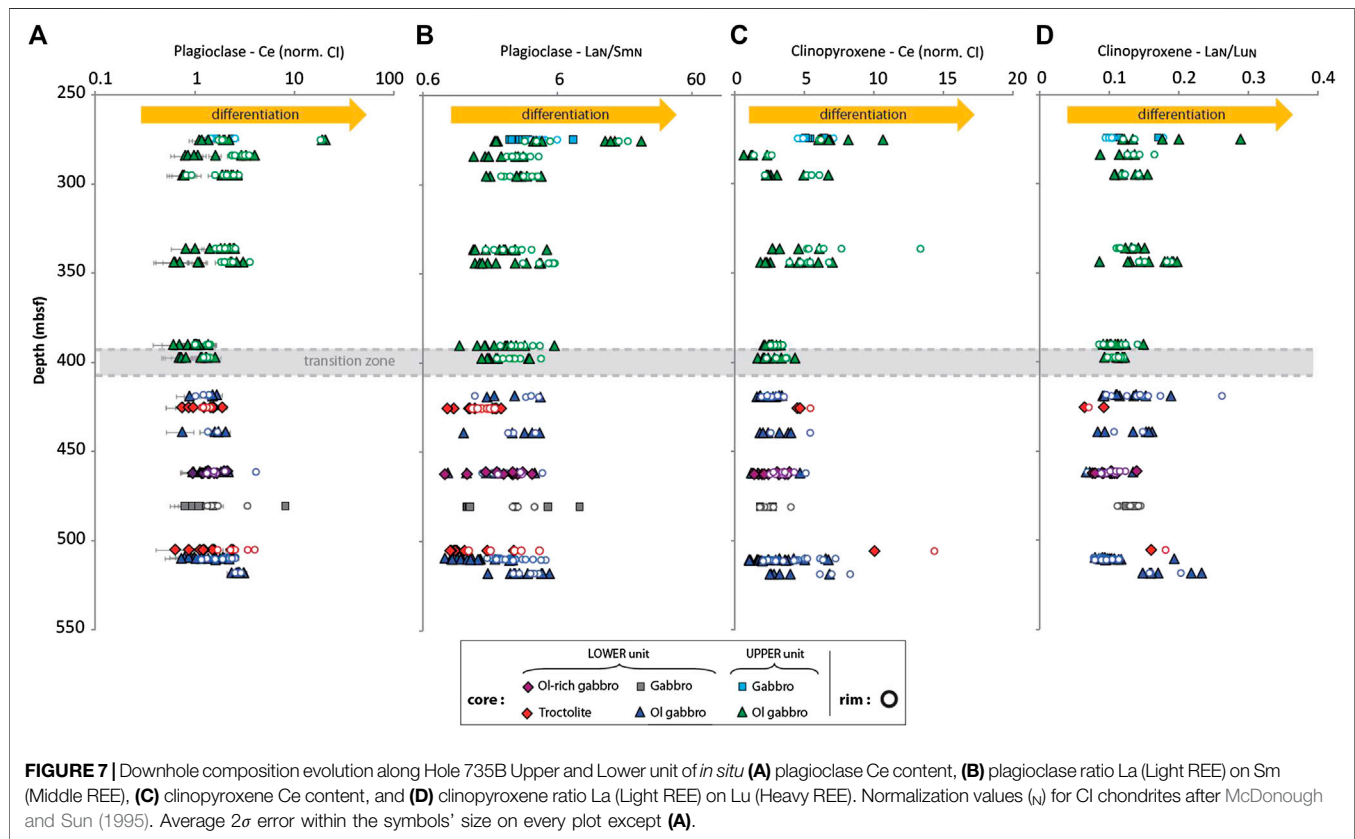 A
Plagioclase - Ce (norm. CI)
0.1 1 10 100
B
Plagioclase - LaN/SmN
0.6 6 60
C
Clinopyroxene - Ce (norm. CI)
0 5 10 15 20
D
Clinopyroxene - LaN/LuN
0 0.1 0.2 0.3 0.4
differentiation differentiation differentiation differentiation
Depth (mbsf)
250
300
350
400
450
500
550
transition zone
LOWER unit UPPER unit
core : Ol-rich gabbro Gabbro Gabbro rim :
Troctolite Ol gabbro Ol gabbro
FIGURE 7 | Downhole composition evolution along Hole 735B Upper and Lower unit of in situ (A) plagioclase Ce content, (B) plagioclase ratio La (Light REE) on Sm
(Middle REE), (C) clinopyroxene Ce content, and (D) clinopyroxene ratio La (Light REE) on Lu (Heavy REE). Normalization values (N) for CI chondrites after McDonough
and Sun (1995). Average 2σ error within the symbols' size on every plot except (A).